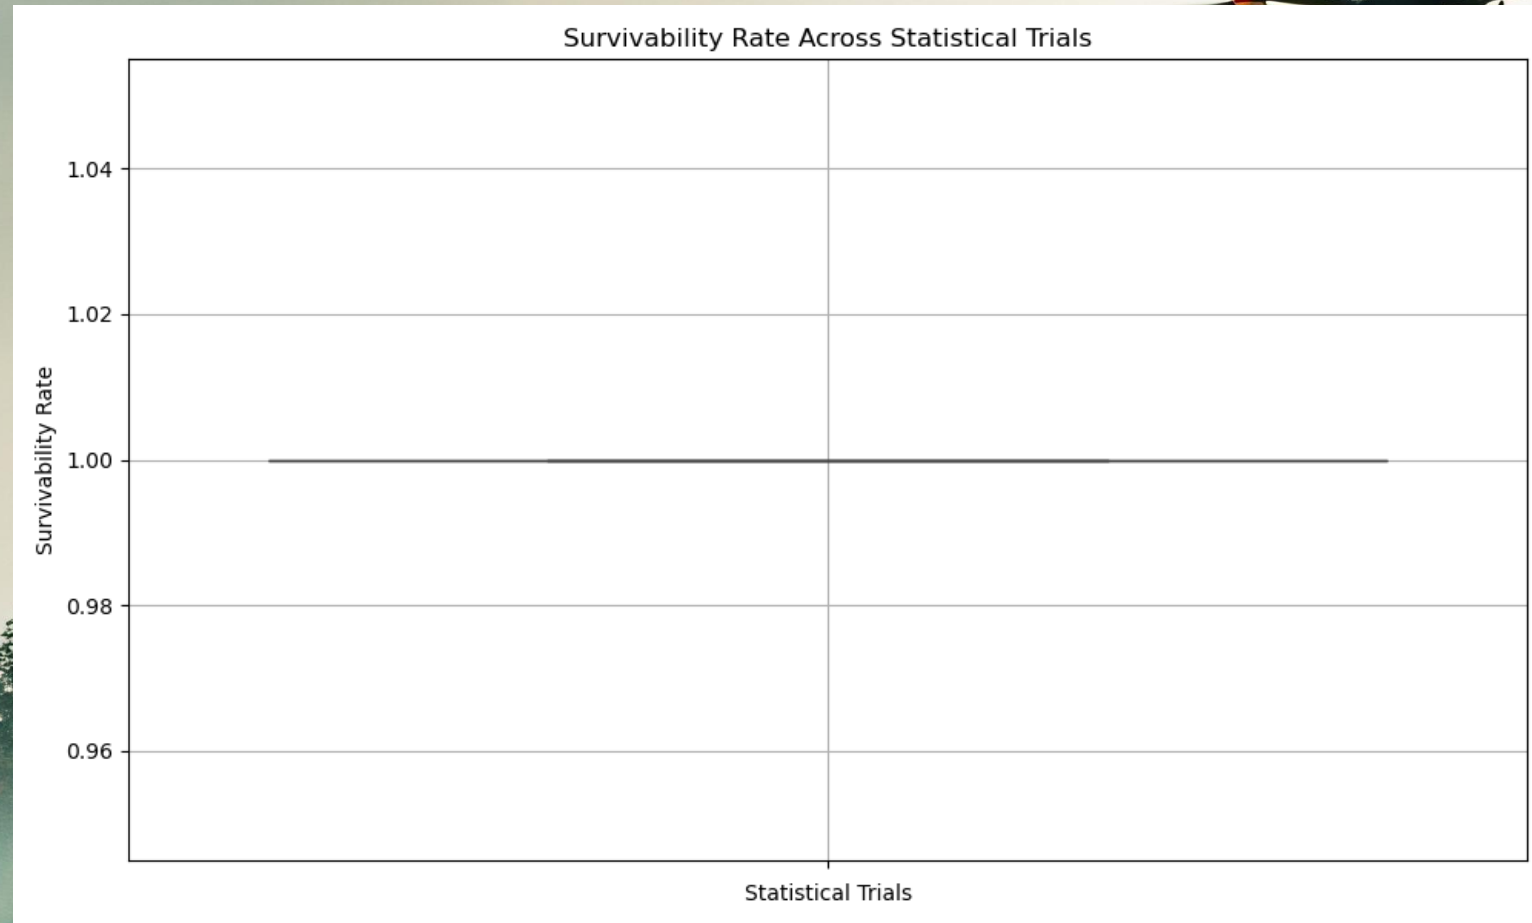 Survivability Rate Across Statistical Trials
1.04
1.02
1.00
0.98
0.96
Survivability Rate
Statistical Trials